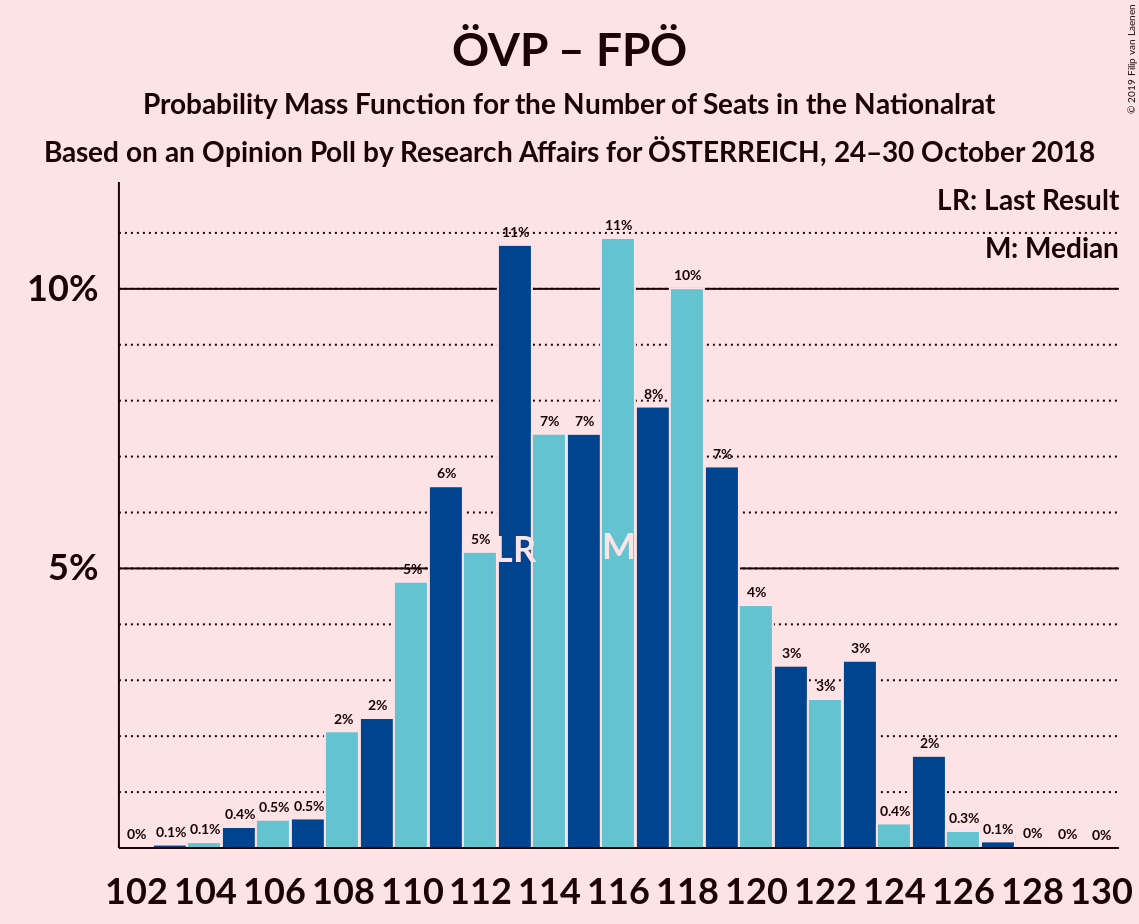 ÖVP – FPÖ
Probability Mass Function for the Number of Seats in the Nationalrat
Based on an Opinion Poll by Research Affairs for ÖSTERREICH, 24–30 October 2018
© 2019 Filip van Laenen
LR: Last Result
M: Median
10%
5%
0% 0.1% 0.1% 0.4% 0.5% 0.5% 2% 2% 5% 6% 5% 11% 7% 7% 11% 8% 10% 7% 4% 3% 3% 3% 0.4% 2% 0.3% 0.1% 0% 0% 0%
LR M
102 104 106 108 110 112 114 116 118 120 122 124 126 128 130